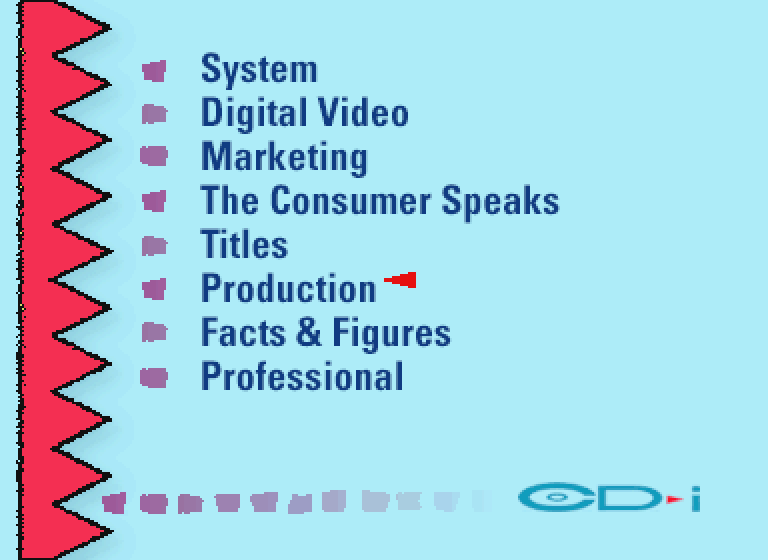 System
Digital Video
Marketing
The Consumer Speaks
Titles
Production
Facts & Figures
Professional
CD-i